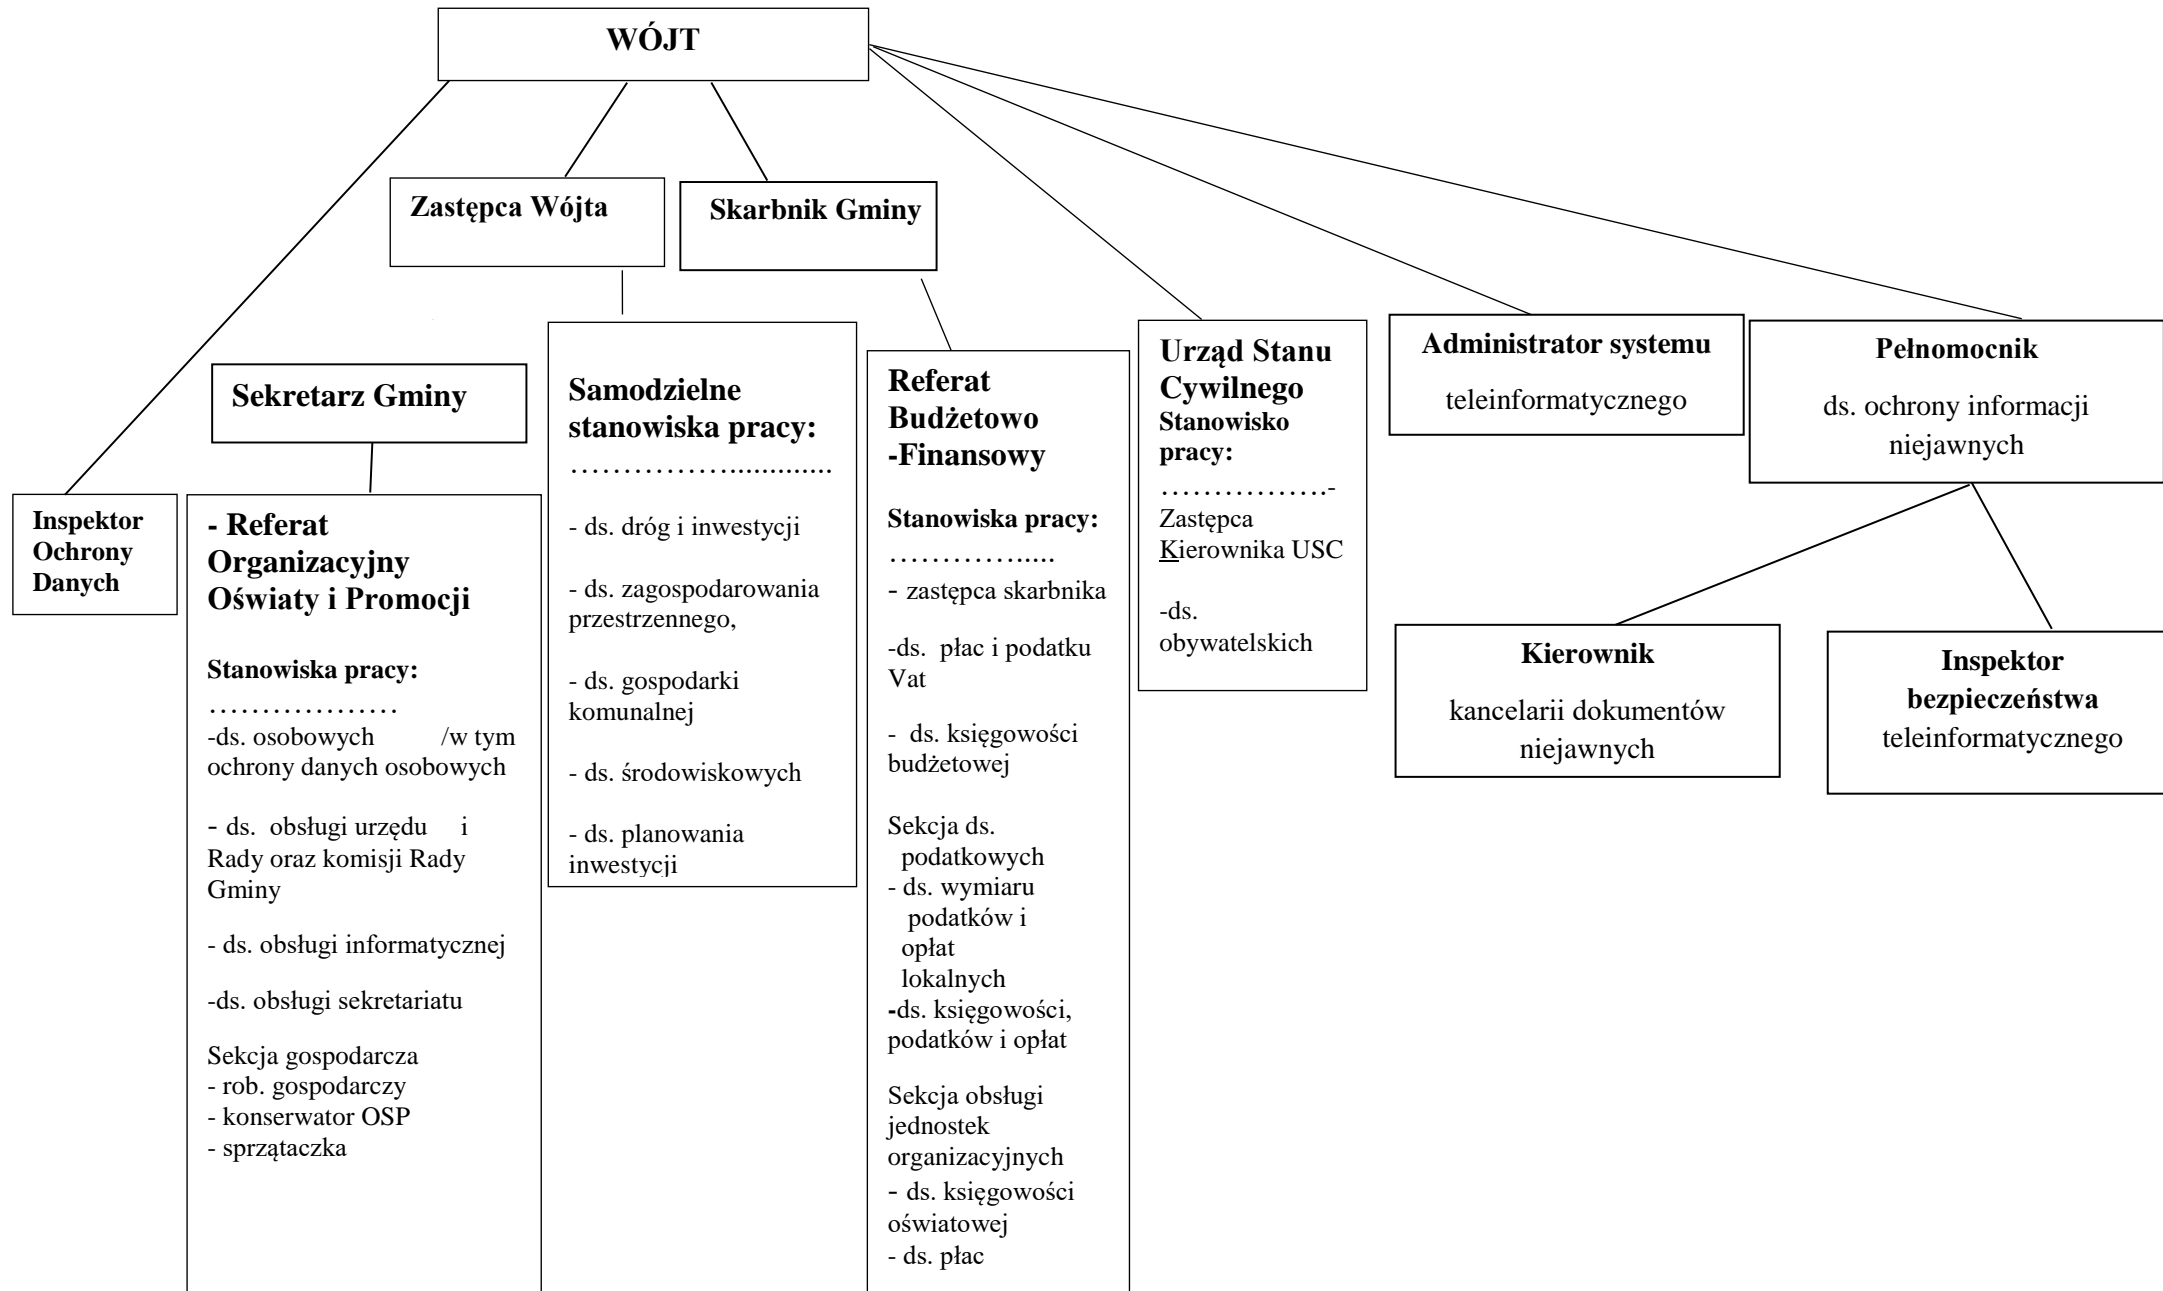 WÓJT
Zastępca Wójta
Skarbnik Gminy
Sekretarz Gminy
Inspektor
Ochrony
Danych
- Referat
Organizacyjny
Oświaty i Promocji
Stanowiska pracy:
………………
-ds. osobowych /w tym
ochrony danych osobowych
- ds. obsługi urzędu i
Rady oraz komisji Rady
Gminy
- ds. obsługi informatycznej
-ds. obsługi sekretariatu
Sekcja gospodarcza
- rob. gospodarczy
- konserwator OSP
- sprzątaczka
Samodzielne
stanowiska pracy:
……………..............
- ds. dróg i inwestycji
- ds. zagospodarowania
przestrzennego,
- ds. gospodarki
komunalnej
- ds. środowiskowych
- ds. planowania
inwestycji
Referat
Budżetowo
-Finansowy
Stanowiska pracy:
………….....
- zastępca skarbnika
-ds. płac i podatku
Vat
- ds. księgowości
budżetowej
Sekcja ds.
podatkowych
- ds. wymiaru
podatków i
opłat
lokalnych
-ds. księgowości,
podatków i opłat
Sekcja obsługi
jednostek
organizacyjnych
- ds. księgowości
oświatowej
- ds. płac
Urząd Stanu
Cywilnego
Stanowisko
pracy:
…………….-
Zastępca
Kierownika USC
-ds.
obywatelskich
Administrator systemu
teleinformatycznego
Pełnomocnik
ds. ochrony informacji
niejawnych
Kierownik
kancelarii dokumentów
niejawnych
Inspektor
bezpieczeństwa
teleinformatycznego